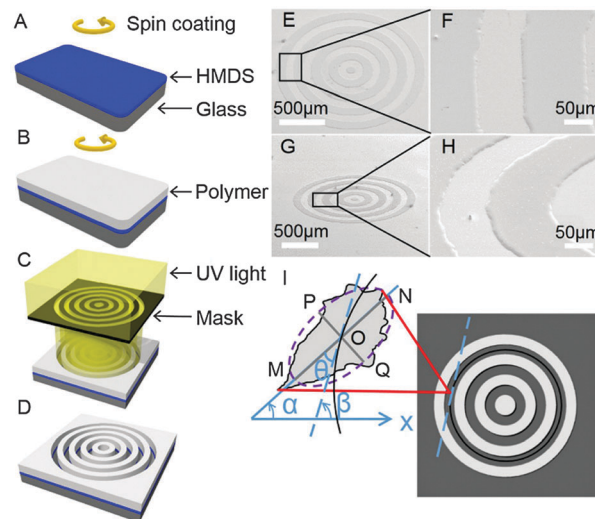 A
Spin coating
HMDS
Glass
B
Polymer
C
UV light
Mask
D
E
500μm
F
50μm
G
500μm
H
50μm
I
P
N
O
M
Q
θ
α
β
X